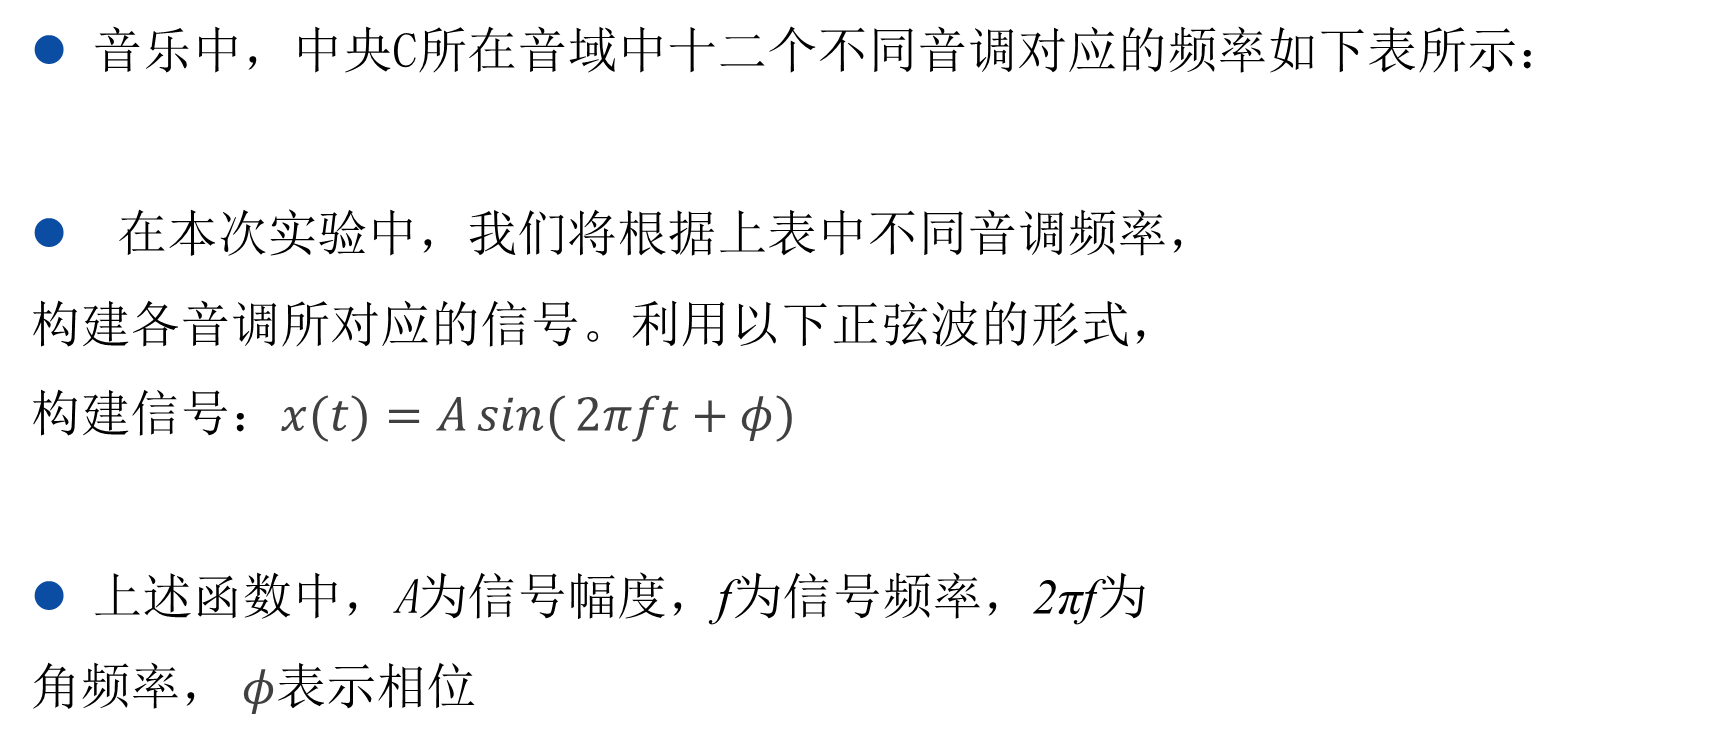 ● 音乐中，中央C所在音域中十二个不同音调对应的频率如下表所示：
● 在本次实验中，我们将根据上表中不同音调频率，
构建各音调所对应的信号。利用以下正弦波的形式，
构建信号：x(t) = A sin( 2πft + ϕ)
● 上述函数中，A为信号幅度，f为信号频率，2πf为
角频率， ϕ表示相位